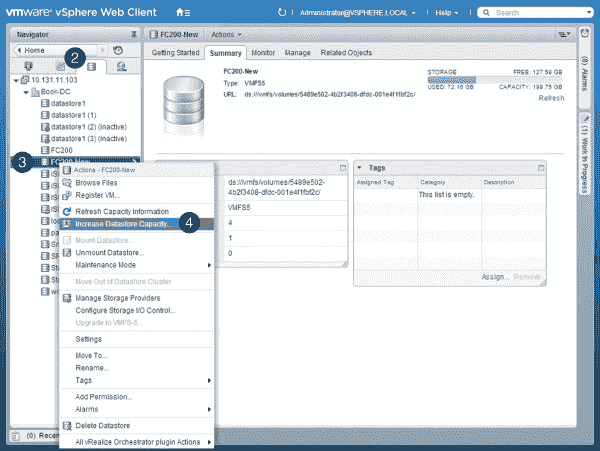 vmware® vSphere Web Client
Administrator@VSPHERE.LOCAL
Help
Search
Navigator
Home
2
10.131.11.103
Book-DC
datastore1
datastore1 (1)
datastore1 (2) (inactive)
datastore1 (3) (inactive)
FC200
3
FC200-New
Actions - FC200-New
Browse Files
Register VM...
Refresh Capacity Information
Increase Datastore Capacity...
4
Mount Datastore...
Unmount Datastore...
Maintenance Mode
Move Out of Datastore Cluster
Manage Storage Providers
Configure Storage I/O Control...
Upgrade to VMFS-5...
Settings
Move To...
Rename...
Tags
Add Permission...
Alarms
Delete Datastore
All vRealize Orchestrator plugin Actions
FC200-New
Actions
Getting Started
Summary
Monitor
Manage
Related Objects
FC200-New
Type: VMFS5
URL: ds:///vmfs/volumes/5489e502-4b2f3408-dfdc-001ef1fbf2c/
STORAGE
FREE: 127.59 GB
USED: 72.16 GB
CAPACITY: 199.75 GB
Refresh
ds:///vmfs/volumes/5489e502-
VMFS5
4
1
0
Tags
Assigned Tag
Category
Description
This list is empty.
Assign...
Remove
(8) Alarms
(1) Work In Progress
(0)